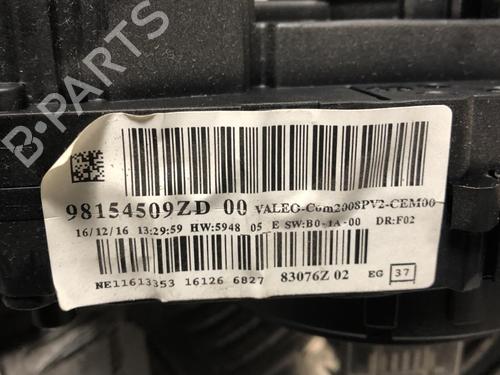 B-PARTS
98154509ZD 00 VALEO-Com2008PV2-CEM00
16/12/16 13:29:59 HW:5948 05 E SW:B0-1A-00 DR:F02
NE11613353 16126 6827 83076Z 02 EG 37